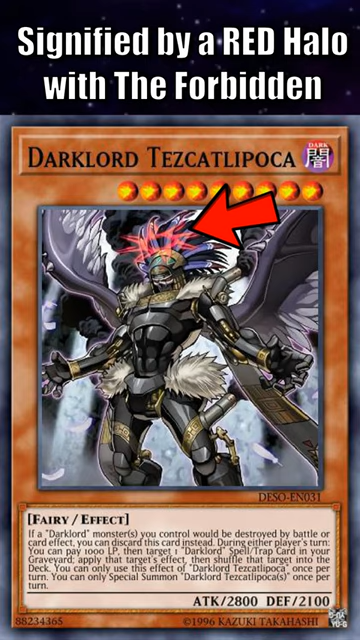 Signified by a RED Halo
with The Forbidden
DARKLORD TEZCATLIPOCA
DARK
闇
DESO-EN031
[FAIRY / EFFECT]
If a "Darklord" monster(s) you control would be destroyed by battle or
card effect, you can discard this card instead. During either player's turn:
You can pay 1000 LP, then target 1 "Darklord" Spell/Trap Card in your
Graveyard; apply that target's effect, then shuffle that target into the
Deck. You can only use this effect of "Darklord Tezcatlipoca" once per
turn. You can only Special Summon "Darklord Tezcatlipoca(s)" once per
turn.
ATK/2800 DEF/2100
88234365
©1996 KAZUKI TAKAHASHI